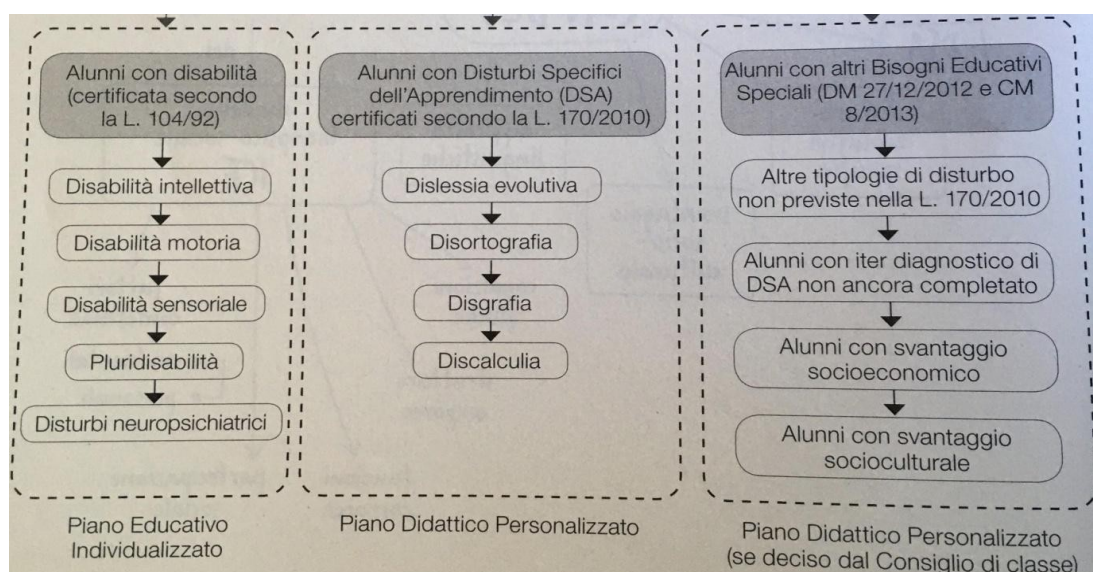 Alunni con disabilità
(certificata secondo
la L. 104/92)
Disabilità intellettiva
Disabilità motoria
Disabilità sensoriale
Pluridisabilità
Disturbi neuropsichiatrici
Piano Educativo
Individualizzato
Alunni con Disturbi Specifici
dell'Apprendimento (DSA)
certificati secondo la L. 170/2010)
Dislessia evolutiva
Disortografia
Disgrafia
Discalculia
Piano Didattico Personalizzato
Alunni con altri Bisogni Educativi
Speciali (DM 27/12/2012 e CM
8/2013)
Altre tipologie di disturbo
non previste nella L. 170/2010
Alunni con iter diagnostico di
DSA non ancora completato
Alunni con svantaggio
socioeconomico
Alunni con svantaggio
socioculturale
Piano Didattico Personalizzato
(se deciso dal Consiglio di classe)